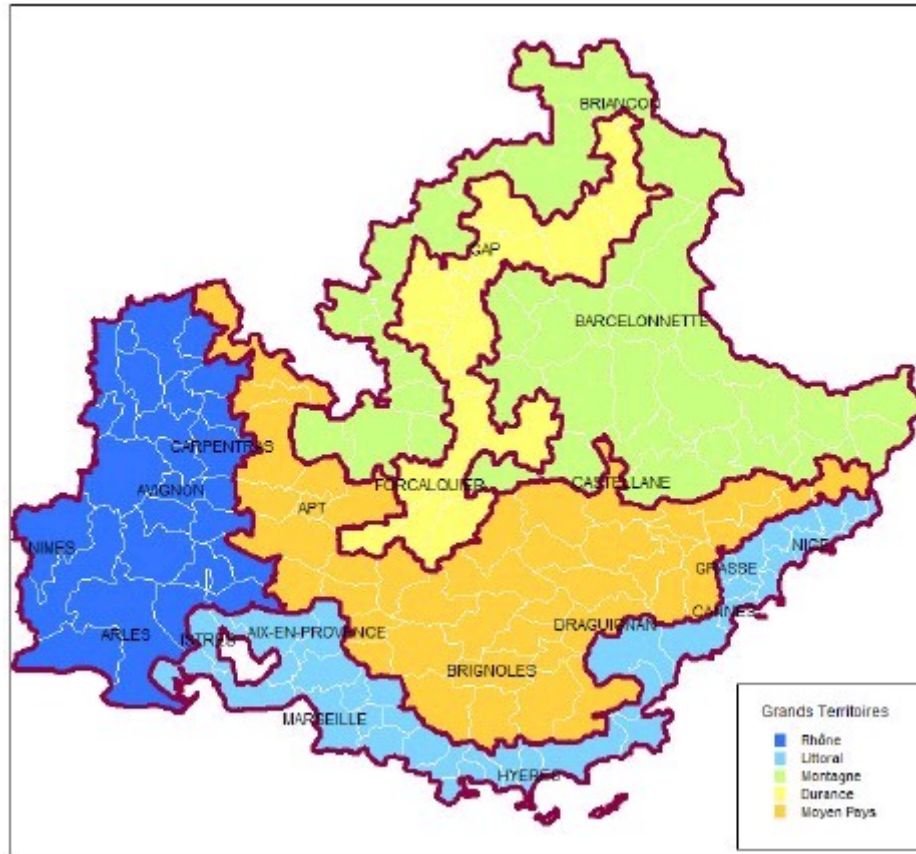 BRIANCON
GAP
BARCELONNETTE
CARPENTRAS
AVIGNON
FORCALQUIER
CASTELLANE
APT
NIMES
NICE
GRASSE
CANNES
ARLES
ISTRES
AIX-EN-PROVENCE
DRAGUIGNAN
BRIGNOLES
MARSEILLE
HYERES
Grands Territoires
Rhône
Littoral
Montagne
Durance
Moyen Pays